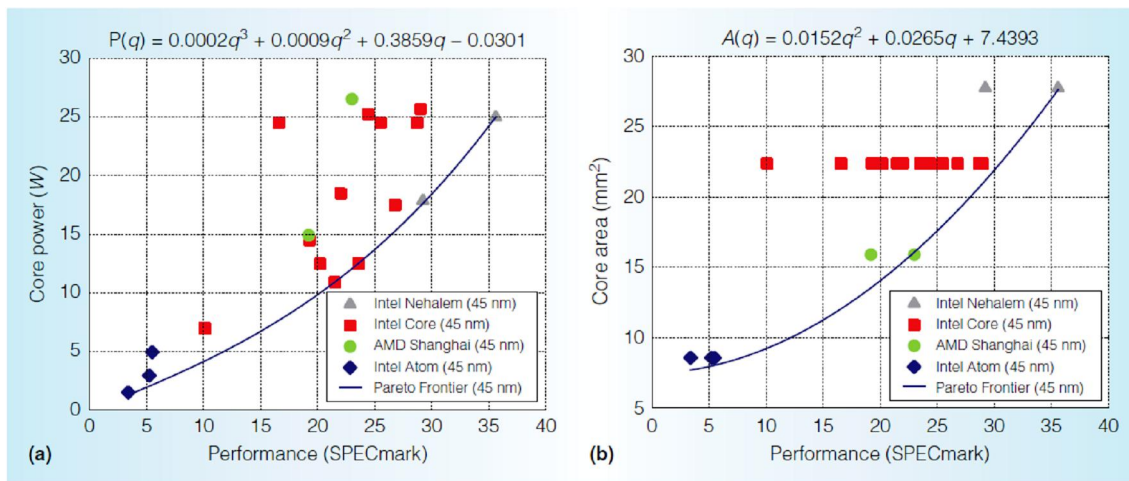 P(q) = 0.0002q³ + 0.0009q² + 0.3859q – 0.0301
30
25
20
15
10
5
0
Core power (W)
Intel Nehalem (45 nm)
Intel Core (45 nm)
AMD Shanghai (45 nm)
Intel Atom (45 nm)
Pareto Frontier (45 nm)
0 5 10 15 20 25 30 35 40
(a)
Performance (SPECmark)
A(q) = 0.0152q² + 0.0265q + 7.4393
30
25
20
15
10
5
Core area (mm²)
Intel Nehalem (45 nm)
Intel Core (45 nm)
AMD Shanghai (45 nm)
Intel Atom (45 nm)
Pareto Frontier (45 nm)
0 5 10 15 20 25 30 35 40
(b)
Performance (SPECmark)